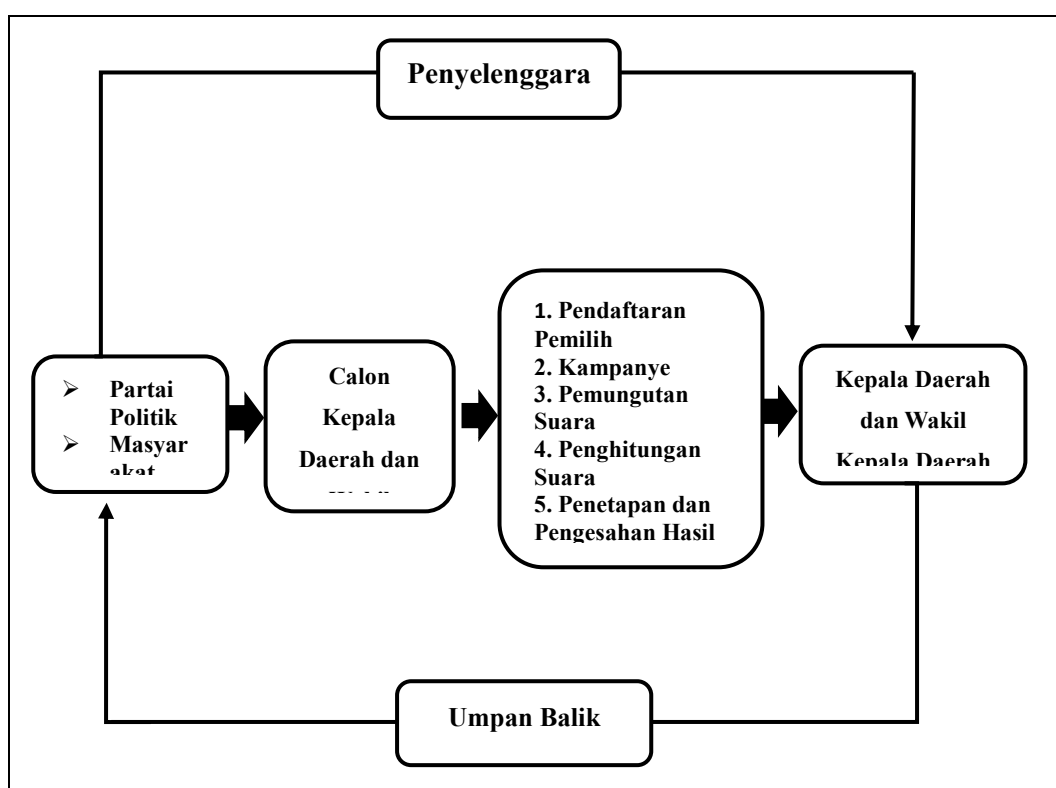 Penyelenggara
Partai
Politik
Masyar
akat
Calon
Kepala
Daerah dan
1. Pendaftaran
Pemilih
2. Kampanye
3. Pemungutan
Suara
4. Penghitungan
Suara
5. Penetapan dan
Pengesahan Hasil
Kepala Daerah
dan Wakil
Kepala Daerah
Umpan Balik